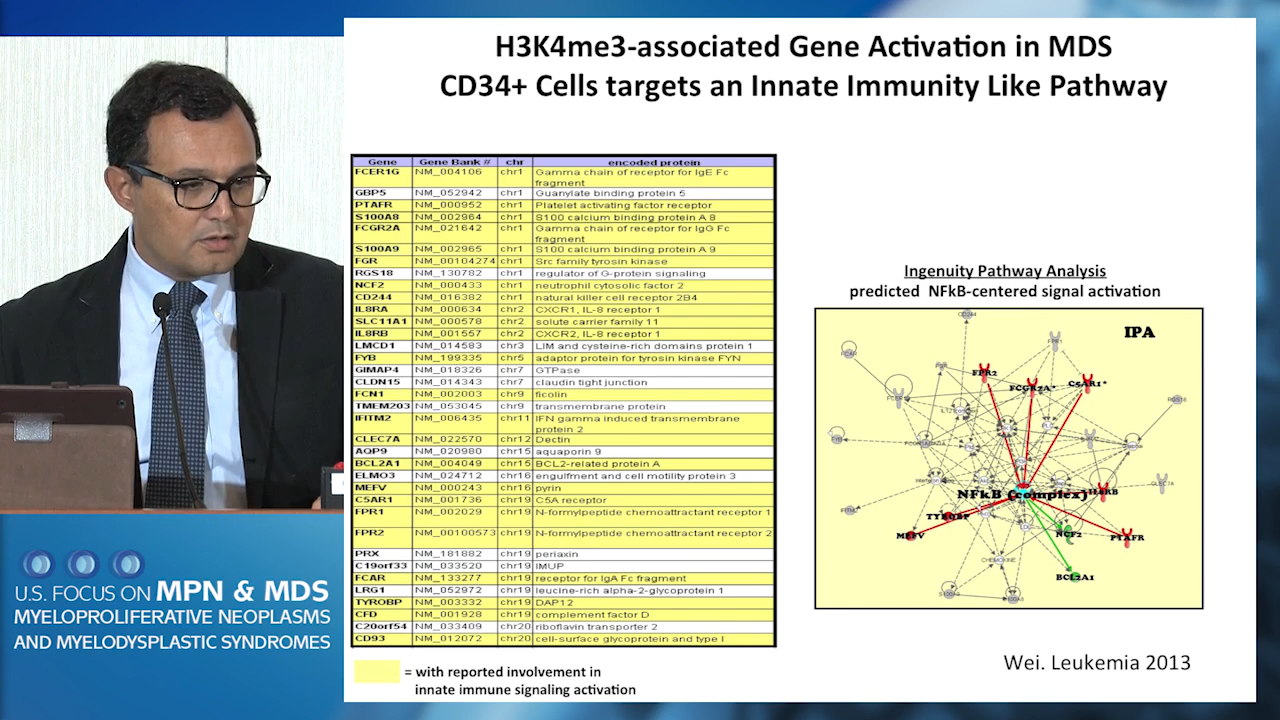 H3K4me3-associated Gene Activation in MDS
CD34+ Cells targets an Innate Immunity Like Pathway
Gene Gene Bank # chr encoded protein
FCER1G NM_004106 chr1 Gamma chain of receptor for IgE Fc
fragment
GBP5 NM_052942 chr1 Guanylate binding protein 5
PTAFR NM_000952 chr1 Platelet activating factor receptor
S100A8 NM_002964 chr1 S100 calcium binding protein A 8
FCGR2A NM_021642 chr1 Gamma chain of receptor for IgG Fc
fragment
S100A9 NM_002965 chr1 S100 calcium binding protein A 9
FGR NM_00104274 chr1 Src family tyrosin kinase
RGS18 NM_130782 chr1 regulator of G-protein signaling
NCF2 NM_000433 chr1 neutrophil cytosolic factor 2
CD244 NM_016382 chr1 natural killer cell receptor 2B4
IL8RA NM_000634 chr2 CXCR1, IL-8 receptor 1
SLC11A1 NM_000578 chr2 solute carrier family 11
IL8RB NM_001557 chr2 CXCR2, IL-8 receptor 1
LMCD1 NM_014583 chr3 LIM and cysteine-rich domains protein 1
FYB NM_199335 chr5 adaptor protein for tyrosin kinase FYN
GIMAP4 NM_018326 chr7 GTPase
CLDN15 NM_014343 chr7 claudin tight junction
FCN1 NM_002003 chr9 ficolin
TMEM203 NM_053045 chr9 transmembrane protein
IFITM2 NM_006435 chr11 IFN gamma induced transmembrane
protein 2
CLEC7A NM_022570 chr12 Dectin
AQP9 NM_020980 chr15 aquaporin 9
BCL2A1 NM_004049 chr15 BCL2-related protein A
ELMO3 NM_024712 chr16 engulfment and cell motility protein 3
MEFV NM_000243 chr16 pyrin
C5AR1 NM_001736 chr19 C5A receptor
FPR1 NM_002029 chr19 N-formylpeptide chemoattractant receptor 1
FPR2 NM_00100573 chr19 N-formylpeptide chemoattractant receptor 2
PRX NM_181882 chr19 periaxin
C19orf33 NM_033520 chr19 IMUP
FCAR NM_133277 chr19 receptor for IgA Fc fragment
LRG1 NM_052972 chr19 leucine-rich alpha-2-glycoprotein 1
TYROBP NM_003332 chr19 DAP12
CFD NM_001928 chr19 complement factor D
C20orf54 NM_033409 chr20 riboflavin transporter 2
CD93 NM_012072 chr20 cell-surface glycoprotein and type I
= with reported involvement in
innate immune signaling activation
Ingenuity Pathway Analysis
predicted NFkB-centered signal activation
IPA
CD244
FPR1
FCAR
FPR2
FCGR2A*
C5AR1*
RGS18
NFkB (complex)
IL8RB
CLEC7A
TYROBP
MEFV
NCF2
PTAFR
CHEMOKINE
BCL2A1
S100A9
S100A8
Wei. Leukemia 2013
U.S. FOCUS ON MPN & MDS
MYELOPROLIFERATIVE NEOPLASMS
AND MYELODYSPLASTIC SYNDROMES